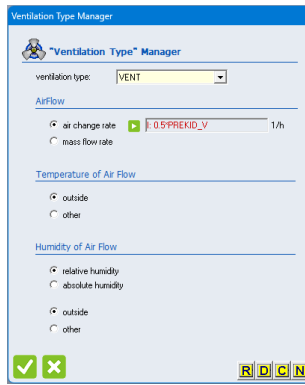 Ventilation Type Manager
"Ventilation Type" Manager
ventilation type: VENT
AirFlow
air change rate I: 0.5*PREKID_V 1/h
mass flow rate
Temperature of Air Flow
outside
other
Humidity of Air Flow
relative humidity
absolute humidity
outside
other
R D C N